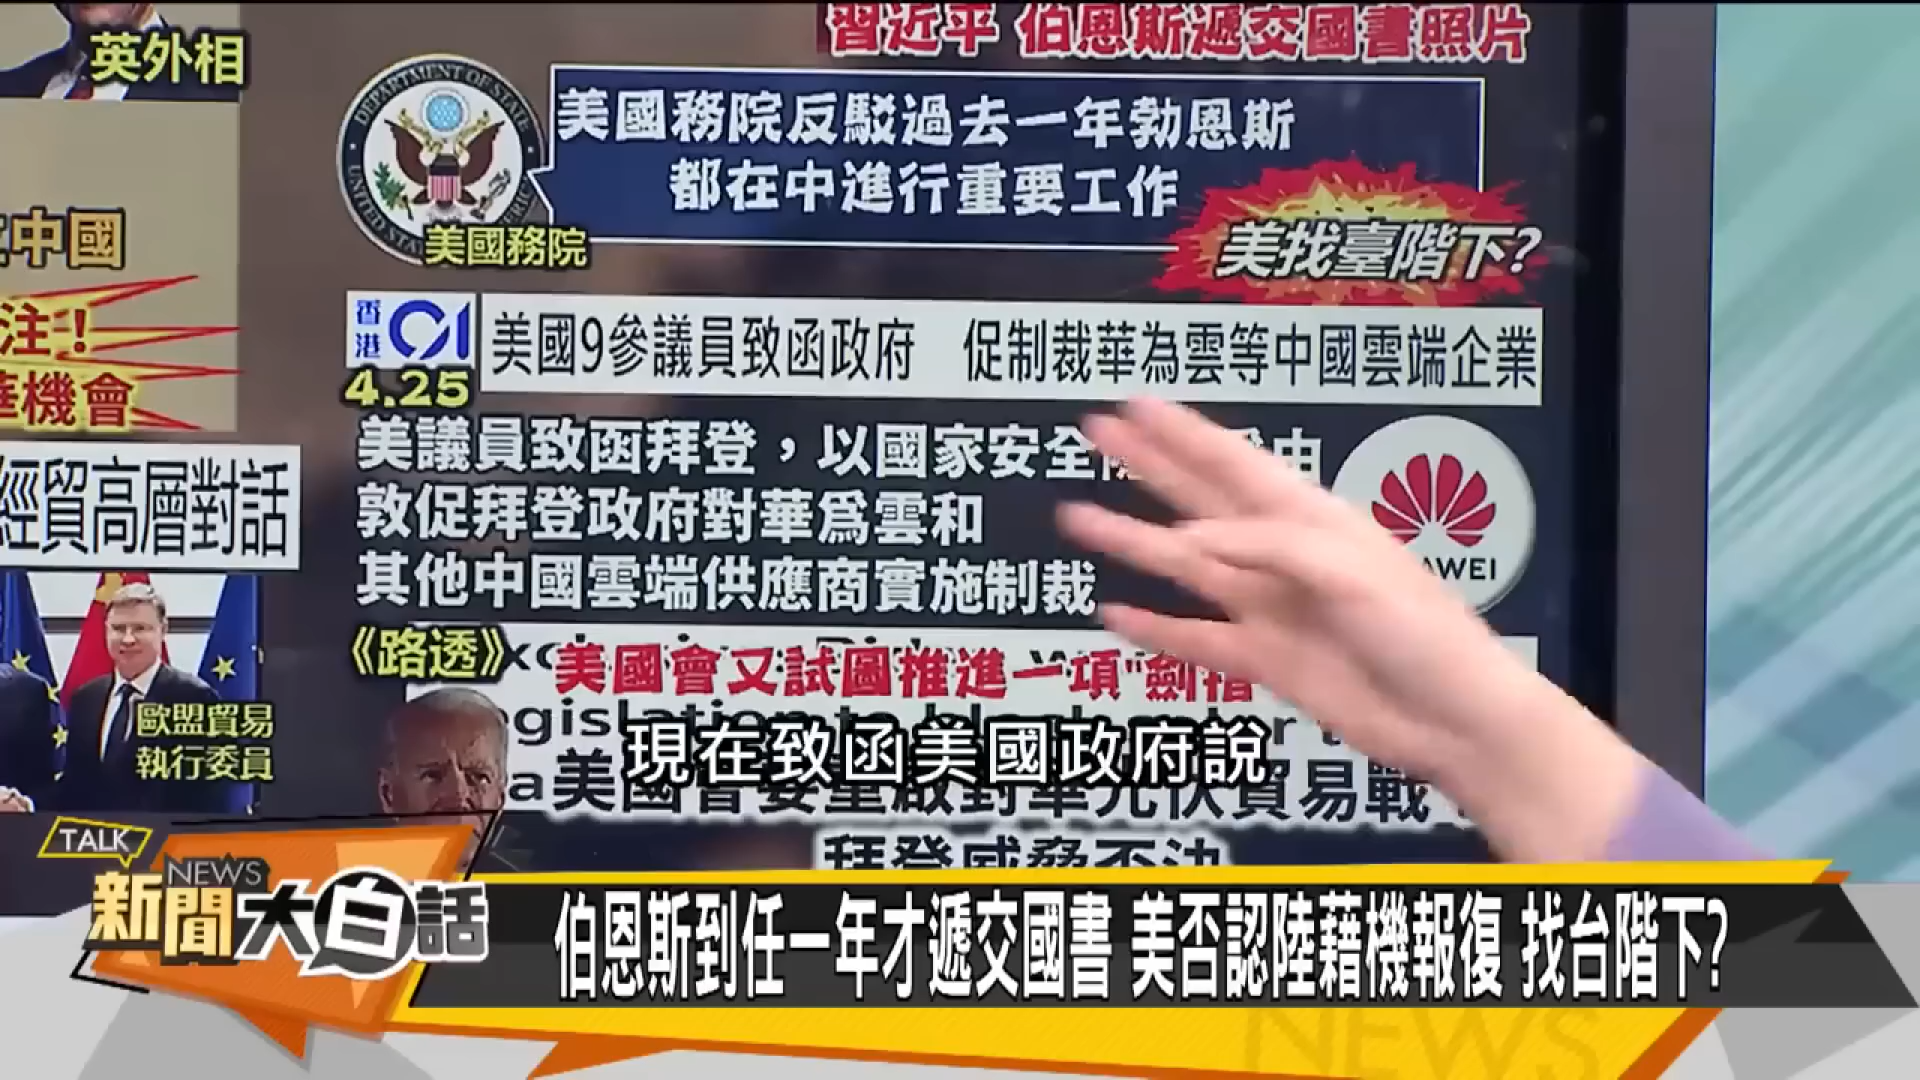 習近平 伯恩斯遞交國書照片
英外相
DEPARTMENT OF STATE
美國務院反駁過去一年勃恩斯
都在中進行重要工作
美國務院
美找臺階下?
中國
注!
機會
香港01
4.25
美國9參議員致函政府 促制裁華為雲等中國雲端企業
美議員致函拜登,以國家安全
敦促拜登政府對華爲雲和
其他中國雲端供應商實施制裁
經貿高層對話
《路透》
美國會又試圖推進一項"劍指
歐盟貿易
執行委員
現在致函美國政府說
TALK
NEWS
新聞大白話
伯恩斯到任一年才遞交國書 美否認陸藉機報復 找台階下?
NEWS